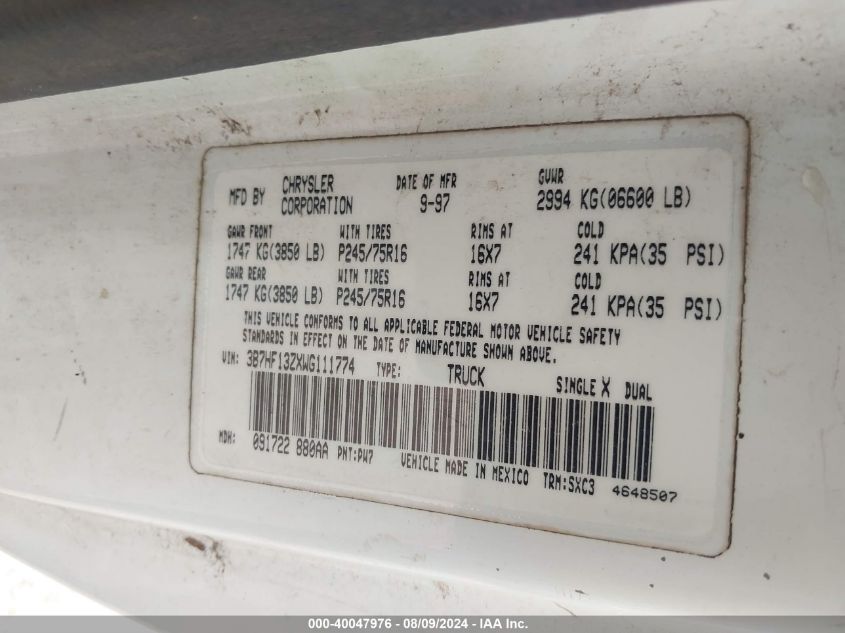 MFD BY CHRYSLER CORPORATION DATE OF MFR 9-97 GVWR 2994 KG(06600 LB)
GAWR FRONT WITH TIRES RIMS AT COLD
1747 KG(3850 LB) P245/75R16 16X7 241 KPA(35 PSI)
GAWR REAR WITH TIRES RIMS AT COLD
1747 KG(3850 LB) P245/75R16 16X7 241 KPA(35 PSI)
THIS VEHICLE CONFORMS TO ALL APPLICABLE FEDERAL MOTOR VEHICLE SAFETY
STANDARDS IN EFFECT ON THE DATE OF MANUFACTURE SHOWN ABOVE.
VIN: 3B7HF13ZXWG111774 TYPE: TRUCK SINGLE X DUAL
MDH: 091722 880AA PNT:PW7 VEHICLE MADE IN MEXICO TRM:SXC3 4648507
000-40047976 - 08/09/2024 - IAA Inc.